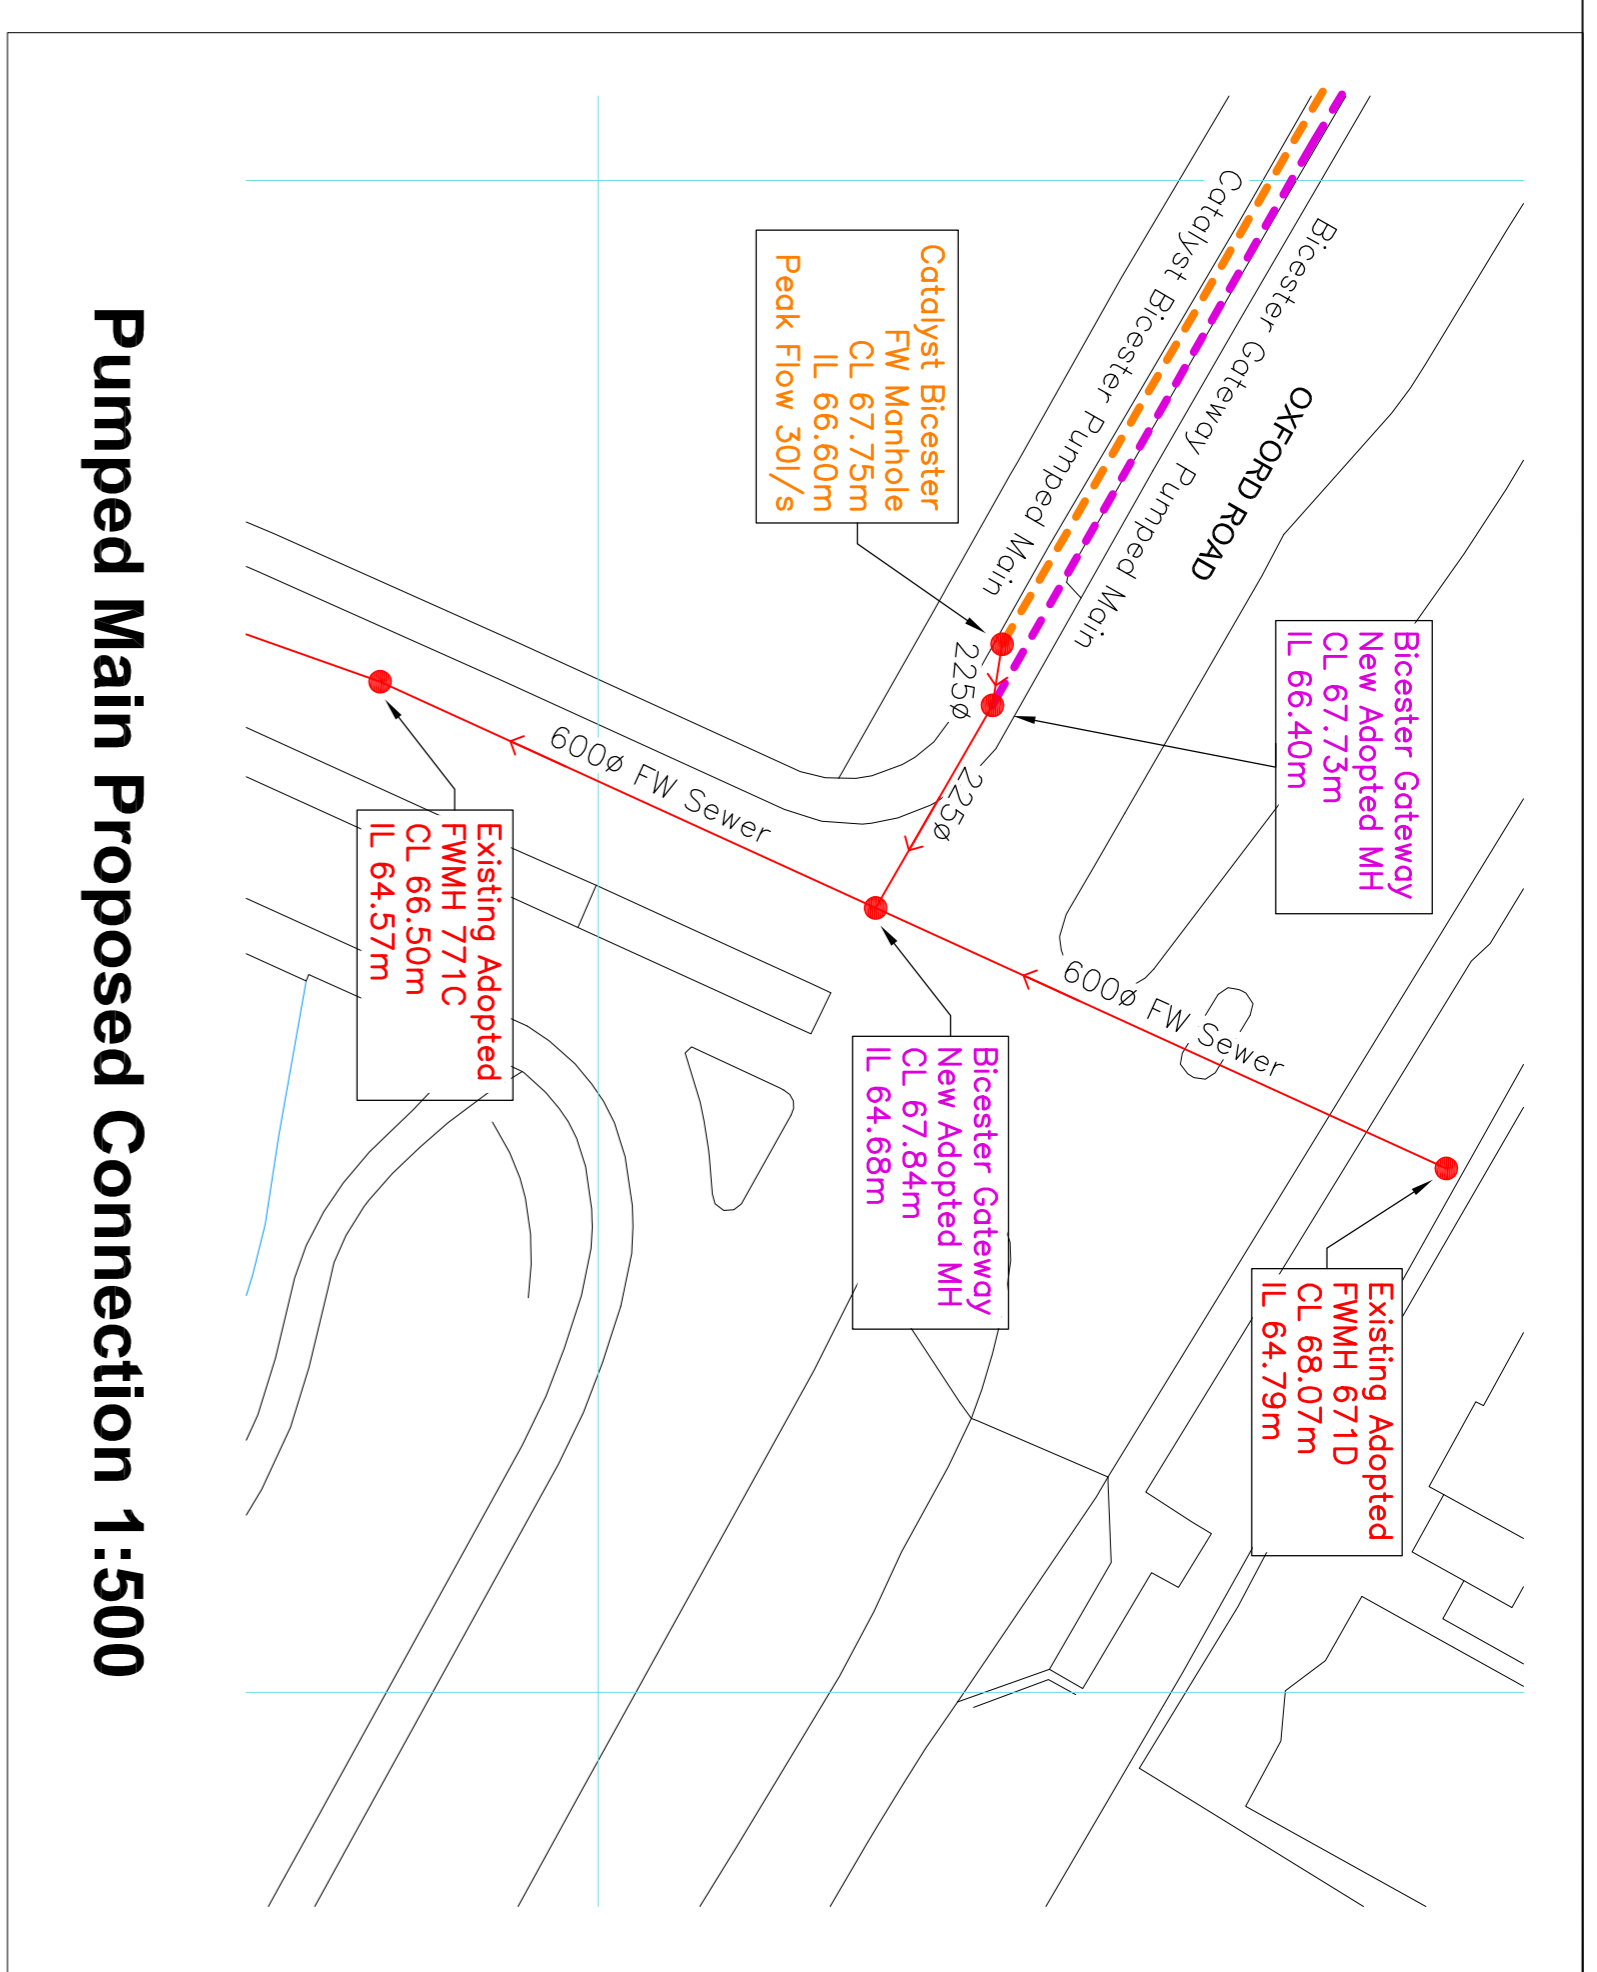 Existing Adopted
FWMH 671D
CL 68.07m
IL 64.79m
Bicester Gateway
New Adopted MH
CL 67.73m
IL 66.40m
OXFORD ROAD
Bicester Gateway Pumped Main
Catalyst Bicester Pumped Main
600ø FW Sewer
225ø
225ø
Catalyst Bicester
FW Manhole
CL 67.75m
IL 66.60m
Peak Flow 30l/s
Bicester Gateway
New Adopted MH
CL 67.84m
IL 64.68m
600ø FW Sewer
Existing Adopted
FWMH 771C
CL 66.50m
IL 64.57m
Pumped Main Proposed Connection 1:500